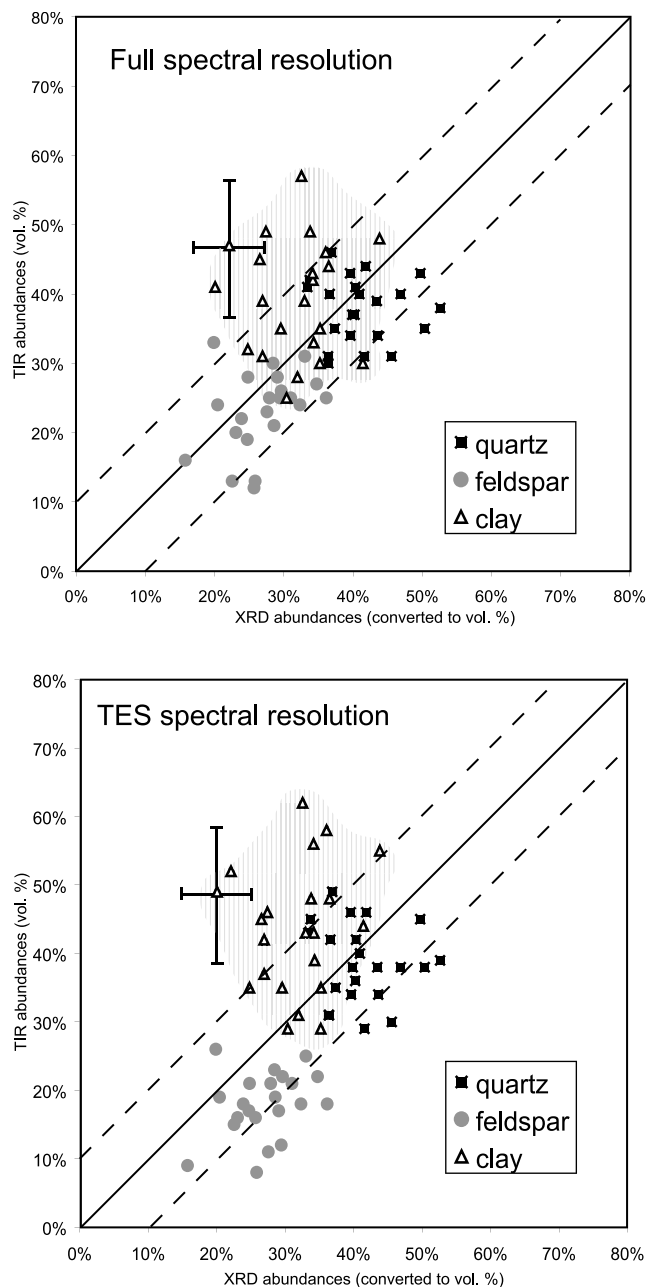 80%
Full spectral resolution
70%
60%
50%
40%
30%
20%
10%
0%
TIR abundances (vol. %)
quartz
feldspar
clay
0% 10% 20% 30% 40% 50% 60% 70% 80%
XRD abundances (converted to vol. %)
80%
TES spectral resolution
70%
60%
50%
40%
30%
20%
10%
0%
TIR abundances (vol. %)
quartz
feldspar
clay
0% 10% 20% 30% 40% 50% 60% 70% 80%
XRD abundances (converted to vol. %)